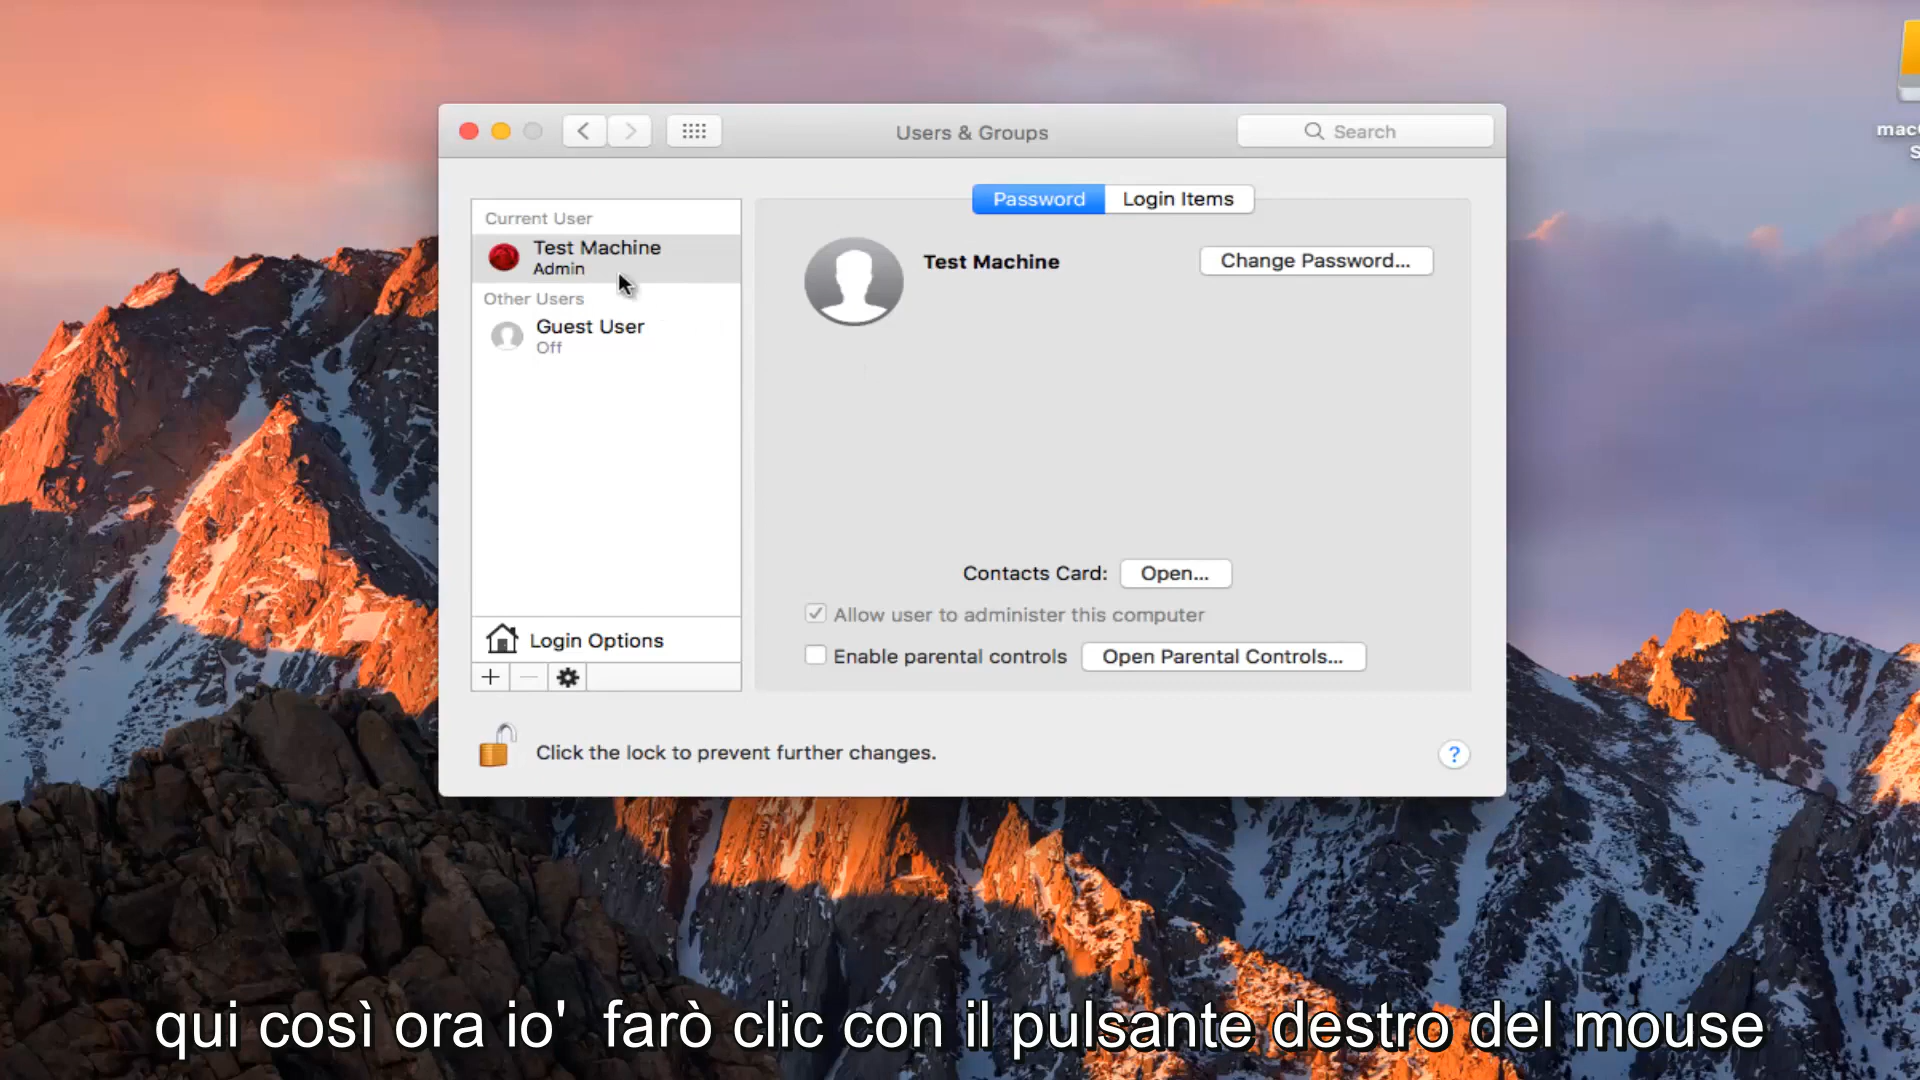 Users & Groups
Search
Password
Login Items
Current User
Test Machine
Admin
Other Users
Guest User
Off
Login Options
Test Machine
Change Password...
Contacts Card:
Open...
Allow user to administer this computer
Enable parental controls
Open Parental Controls...
Click the lock to prevent further changes.
?
qui così ora io' farò clic con il pulsante destro del mouse